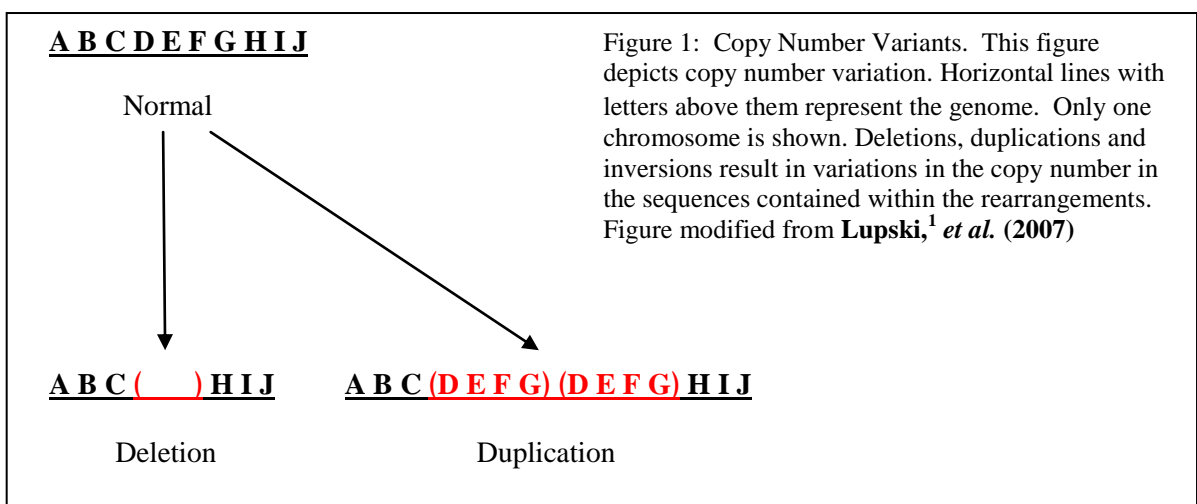 A B C D E F G H I J
Normal
Figure 1: Copy Number Variants. This figure
depicts copy number variation. Horizontal lines with
letters above them represent the genome. Only one
chromosome is shown. Deletions, duplications and
inversions result in variations in the copy number in
the sequences contained within the rearrangements.
Figure modified from Lupski,1 et al. (2007)
A B C ( ) H I J
A B C (D E F G) (D E F G) H I J
Deletion
Duplication